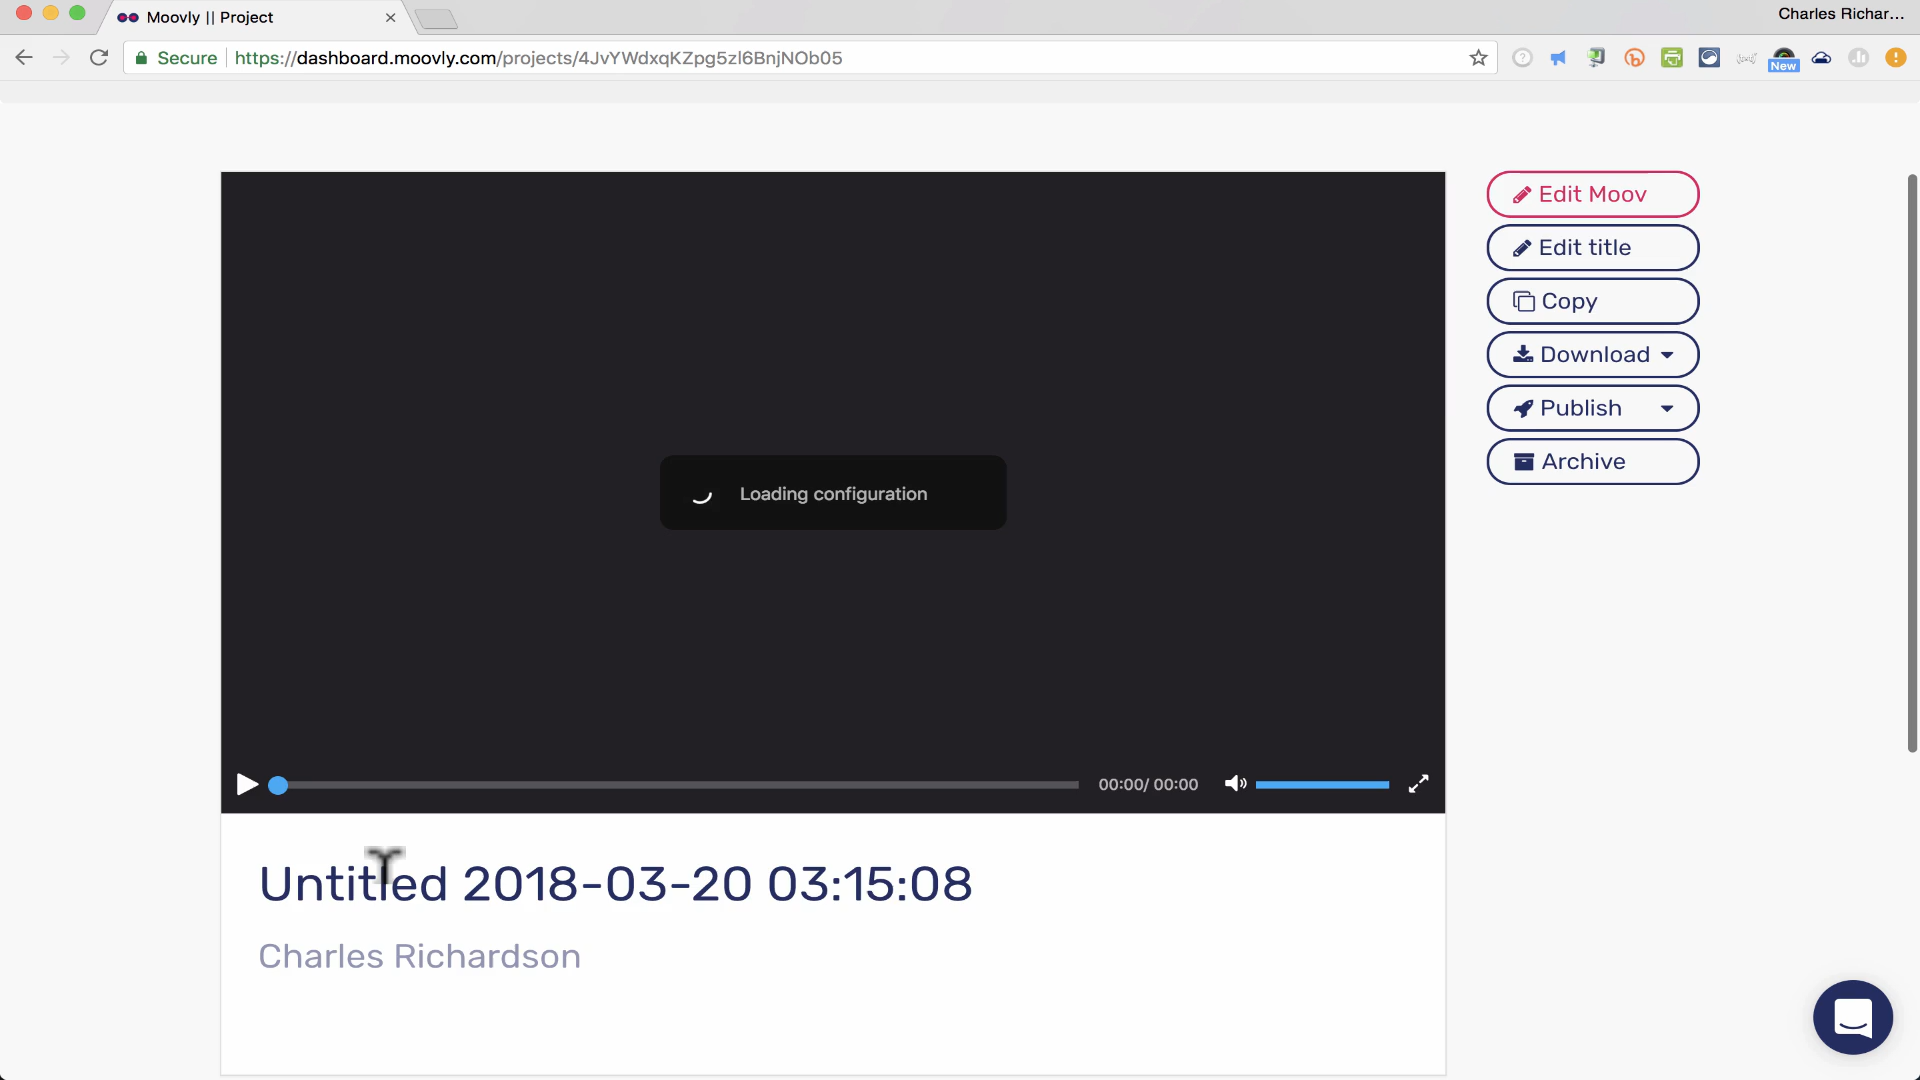 Moovly || Project
Charles Richar...
Secure
https://dashboard.moovly.com/projects/4JvYWdxqKZpg5zl6BnjNOb05
New
Edit Moov
Edit title
Copy
Download
Publish
Archive
Loading configuration
00:00/ 00:00
Untitled 2018-03-20 03:15:08
Charles Richardson